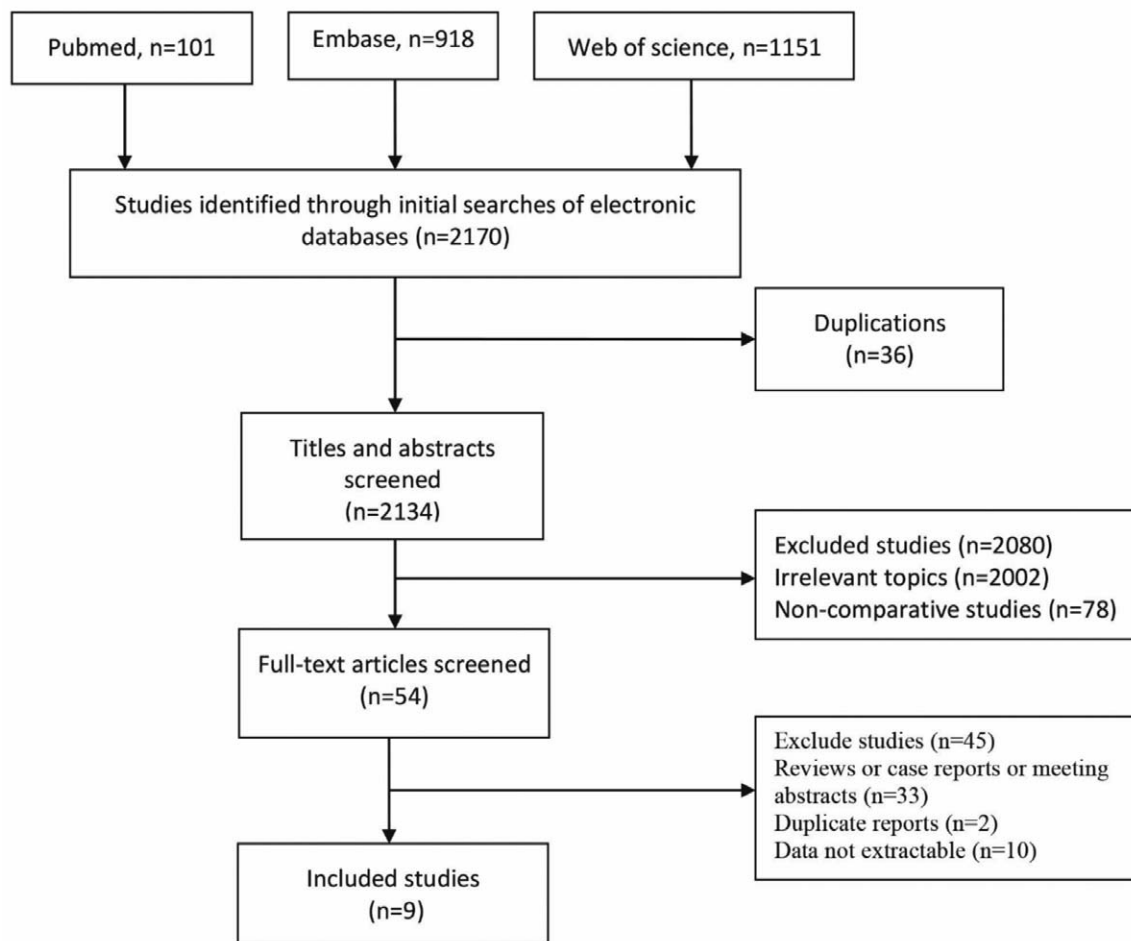 Pubmed, n=101
Embase, n=918
Web of science, n=1151
Studies identified through initial searches of electronic
databases (n=2170)
Duplications
(n=36)
Titles and abstracts
screened
(n=2134)
Excluded studies (n=2080)
Irrelevant topics (n=2002)
Non-comparative studies (n=78)
Full-text articles screened
(n=54)
Exclude studies (n=45)
Reviews or case reports or meeting
abstracts (n=33)
Duplicate reports (n=2)
Data not extractable (n=10)
Included studies
(n=9)